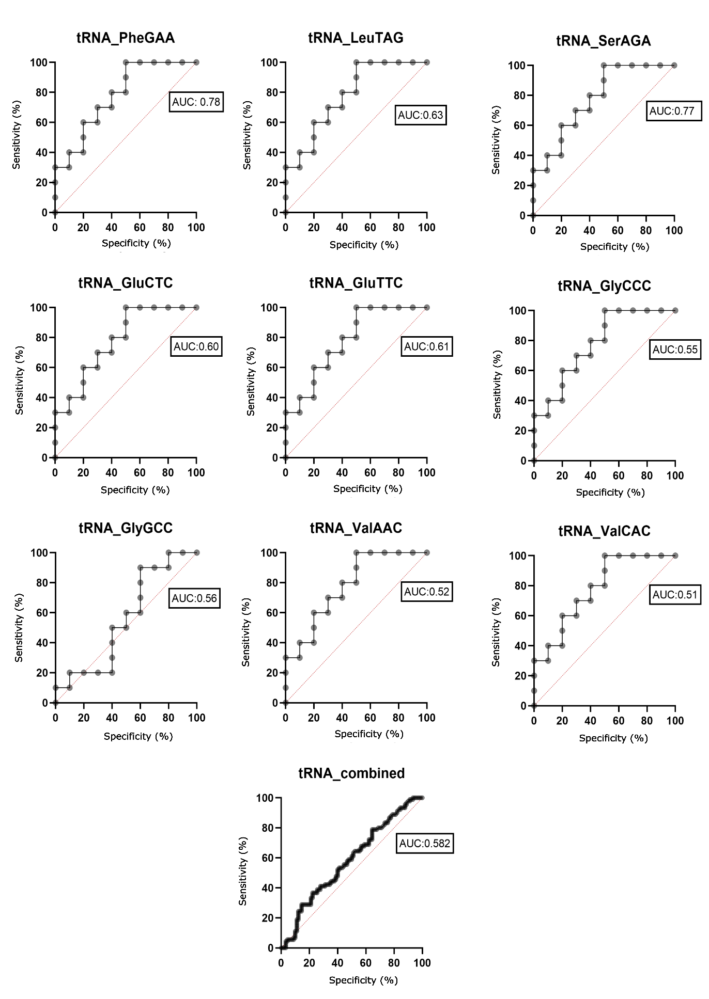 tRNA_PheGAA
100
80
60
40
20
0
Sensitivity (%)
AUC: 0.78
0 20 40 60 80 100
Specificity (%)
tRNA_LeuTAG
100
80
60
40
20
0
Sensitivity (%)
AUC:0.63
0 20 40 60 80 100
Specificity (%)
tRNA_SerAGA
100
80
60
40
20
0
Sensitivity (%)
AUC:0.77
0 20 40 60 80 100
Specificity (%)
tRNA_GluCTC
100
80
60
40
20
0
Sensitivity (%)
AUC:0.60
0 20 40 60 80 100
Specificity (%)
tRNA_GluTTC
100
80
60
40
20
0
Sensitivity (%)
AUC:0.61
0 20 40 60 80 100
Specificity (%)
tRNA_GlyCCC
100
80
60
40
20
0
Sensitivity (%)
AUC:0.55
0 20 40 60 80 100
Specificity (%)
tRNA_GlyGCC
100
80
60
40
20
0
Sensitivity (%)
AUC:0.56
0 20 40 60 80 100
Specificity (%)
tRNA_ValAAC
100
80
60
40
20
0
Sensitivity (%)
AUC:0.52
0 20 40 60 80 100
Specificity (%)
tRNA_ValCAC
100
80
60
40
20
0
Sensitivity (%)
AUC:0.51
0 20 40 60 80 100
Specificity (%)
tRNA_combined
100
80
60
40
20
0
Sensitivity (%)
AUC:0.582
0 20 40 60 80 100
Specificity (%)